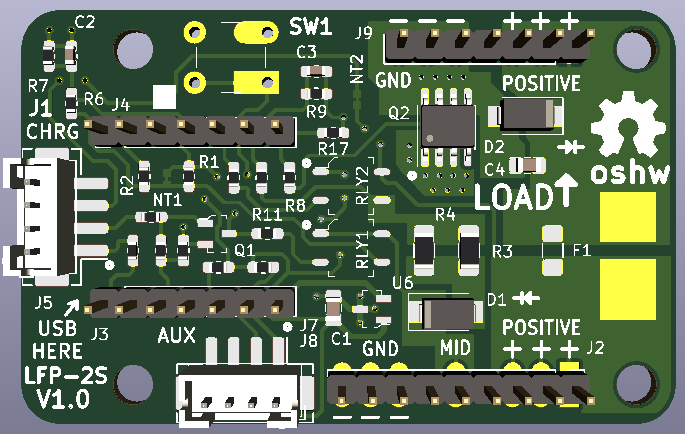 C2
SW1
J9
− − − + + +
C3
NT2
GND
POSITIVE
R7
J1
R6
J4
R9
Q2
CHRG
R17
D2
C4
oshw
R2
R1
RLY2
LOAD
NT1
R8
R11
R4
Q1
RLY1
R3
F1
U6
J5
D1
USB
HERE
J3
AUX
J7
J8
C1
GND
MID
POSITIVE
+ + +
J2
LFP-2S
V1.0
− − −